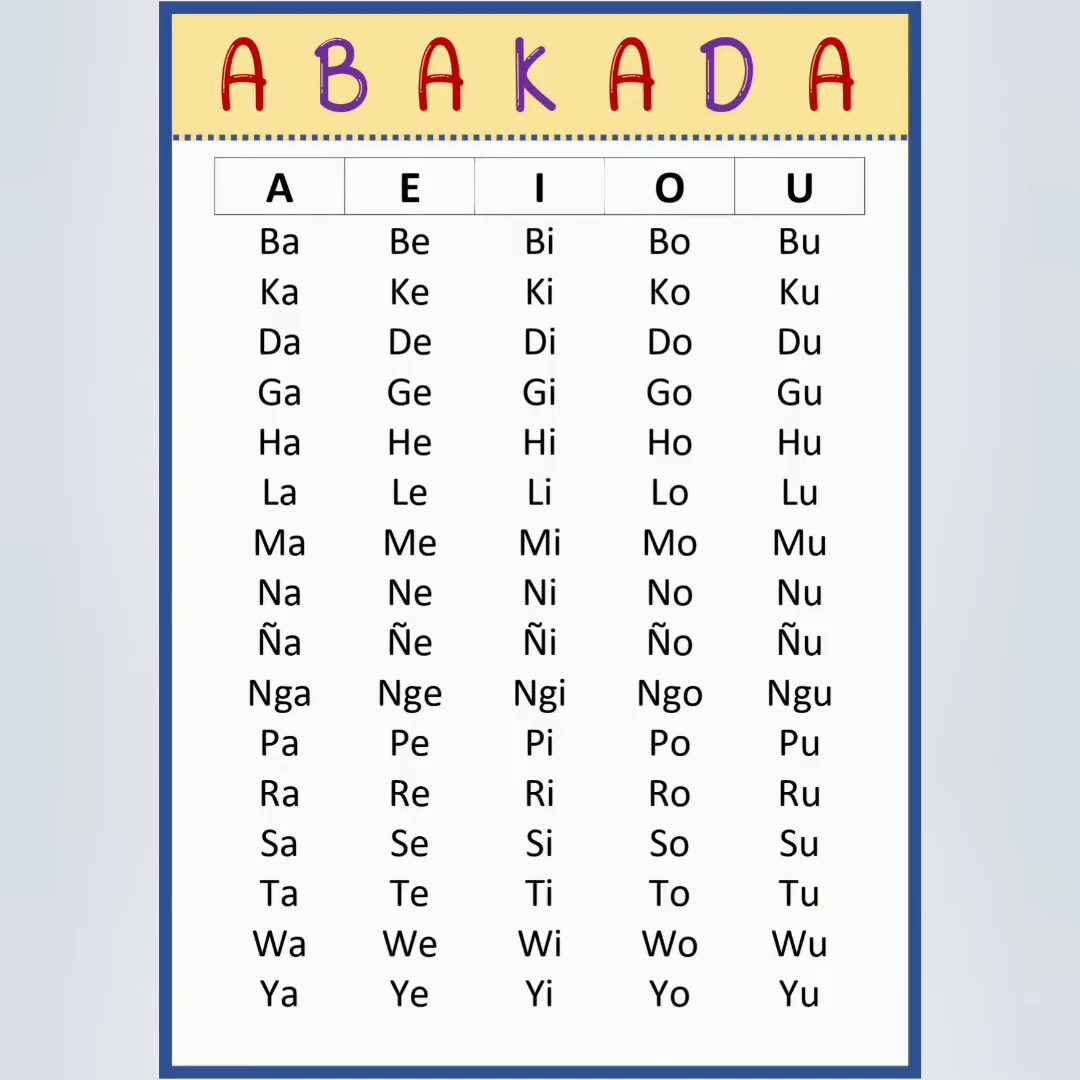 ABAKADA
A E I O U
Ba Be Bi Bo Bu
Ka Ke Ki Ko Ku
Da De Di Do Du
Ga Ge Gi Go Gu
Ha He Hi Ho Hu
La Le Li Lo Lu
Ma Me Mi Mo Mu
Na Ne Ni No Nu
Ña Ñe Ñi Ño Ñu
Nga Nge Ngi Ngo Ngu
Pa Pe Pi Po Pu
Ra Re Ri Ro Ru
Sa Se Si So Su
Ta Te Ti To Tu
Wa We Wi Wo Wu
Ya Ye Yi Yo Yu